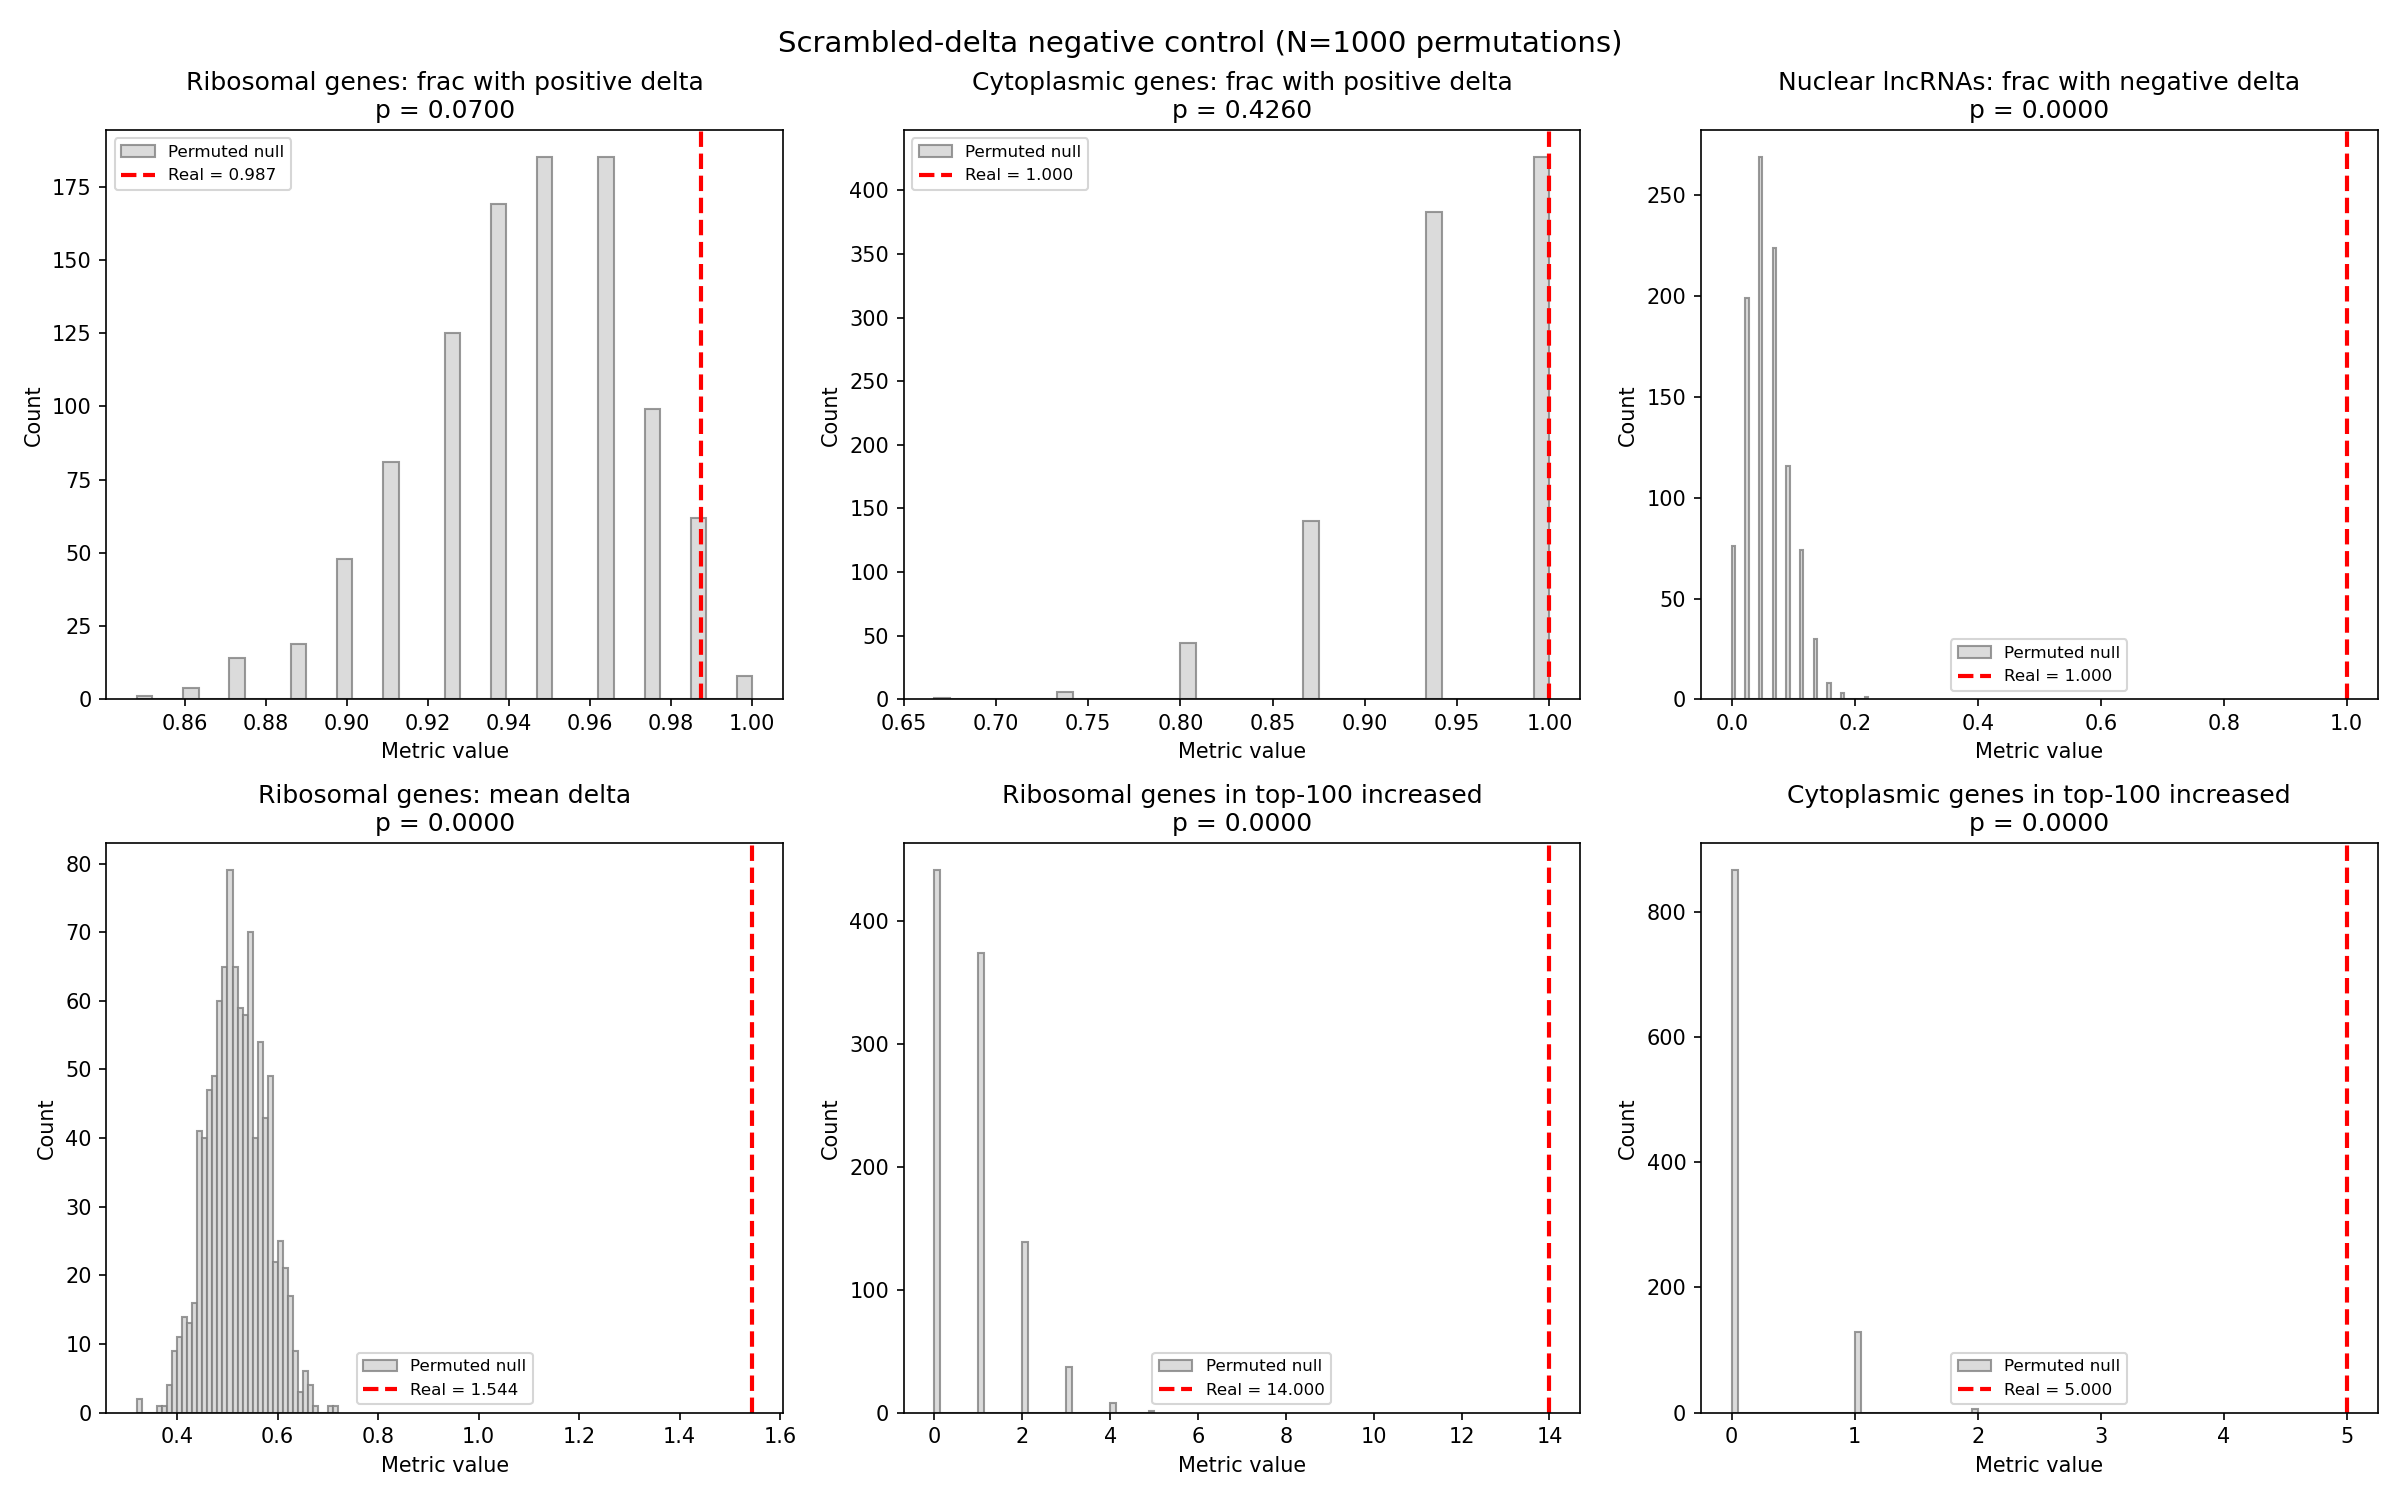 Scrambled-delta negative control (N=1000 permutations)
Ribosomal genes: frac with positive delta
p = 0.0700
Permuted null
Real = 0.987
Count
175
150
125
100
75
50
25
0
0.86 0.88 0.90 0.92 0.94 0.96 0.98 1.00
Metric value
Cytoplasmic genes: frac with positive delta
p = 0.4260
Permuted null
Real = 1.000
Count
400
350
300
250
200
150
100
50
0
0.65 0.70 0.75 0.80 0.85 0.90 0.95 1.00
Metric value
Nuclear lncRNAs: frac with negative delta
p = 0.0000
Count
250
200
150
100
50
0
Permuted null
Real = 1.000
0.0 0.2 0.4 0.6 0.8 1.0
Metric value
Ribosomal genes: mean delta
p = 0.0000
Count
80
70
60
50
40
30
20
10
0
Permuted null
Real = 1.544
0.4 0.6 0.8 1.0 1.2 1.4 1.6
Metric value
Ribosomal genes in top-100 increased
p = 0.0000
Count
400
300
200
100
0
Permuted null
Real = 14.000
0 2 4 6 8 10 12 14
Metric value
Cytoplasmic genes in top-100 increased
p = 0.0000
Count
800
600
400
200
0
Permuted null
Real = 5.000
0 1 2 3 4 5
Metric value